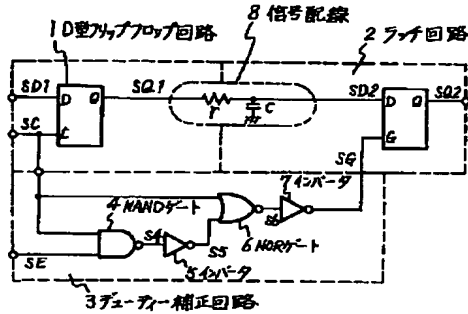 8 信号配線
1 D型フリップフロップ回路
2 ラッチ回路
SD1
D
Q
SQ1
r
C
SD2
D
Q
SQ2
SC
C
G
SG
7 インバータ
4 NANDゲート
S4
S5
S6
6 NORゲート
SE
5 インバータ
3 デューティー補正回路